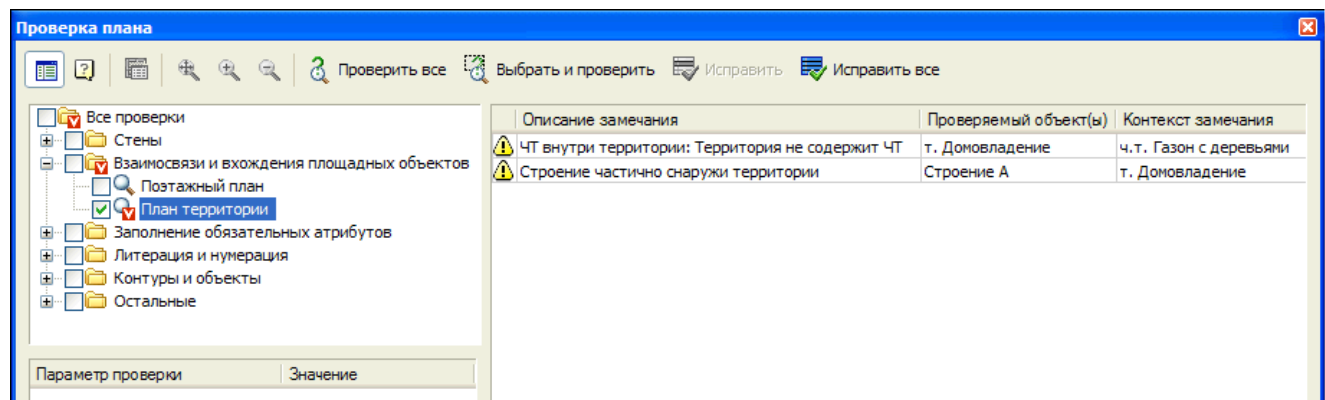 Проверка плана
Проверить все Выбрать и проверить Исправить Исправить все
Все проверки
Стены
Взаимосвязи и вхождения площадных объектов
Поэтажный план
План территории
Заполнение обязательных атрибутов
Литерация и нумерация
Контуры и объекты
Остальные
Параметр проверки Значение
Описание замечания Проверяемый объект(ы) Контекст замечания
ЧТ внутри территории: Территория не содержит ЧТ т. Домовладение ч.т. Газон с деревьями
Строение частично снаружи территории Строение А т. Домовладение